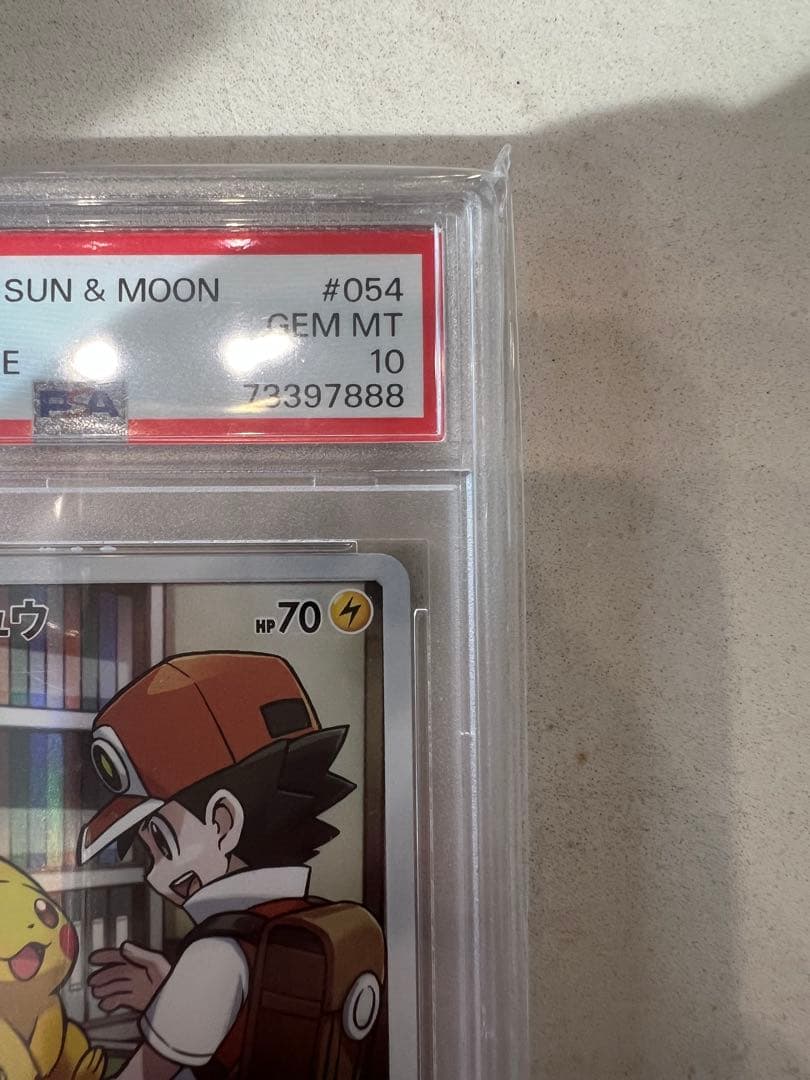 SUN & MOON #054
GEM MT
E 10
PSA 73397888
ュウ HP70